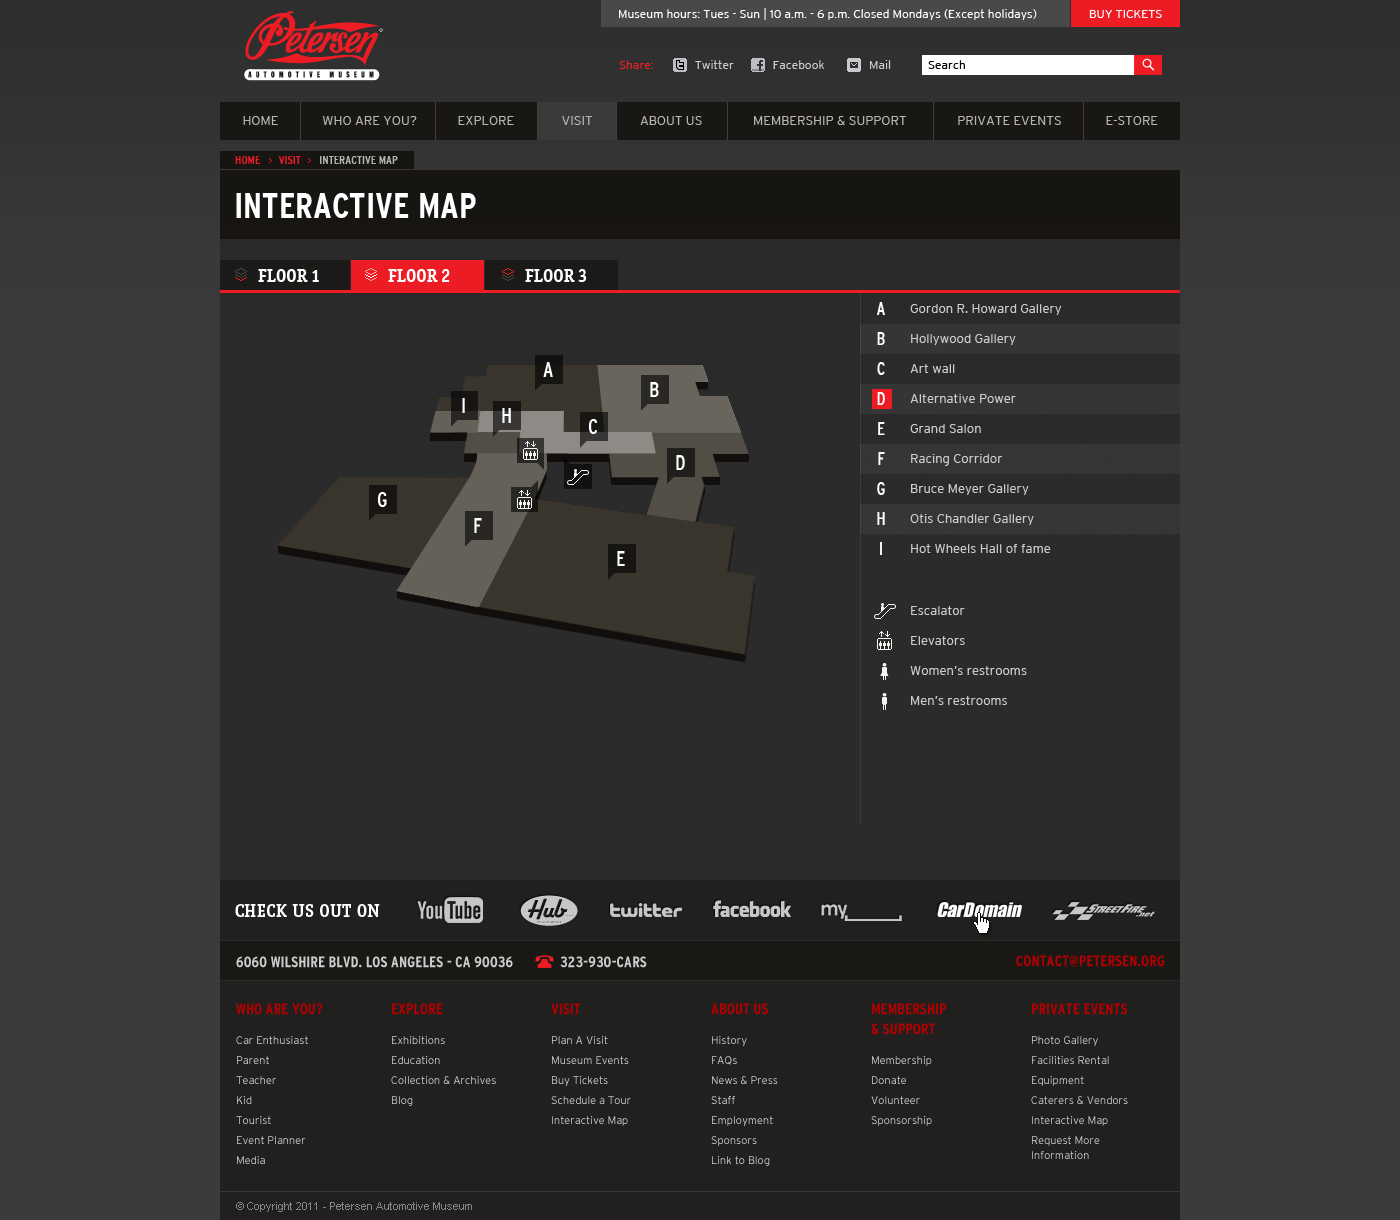 Petersen
AUTOMOTIVE MUSEUM
Museum hours: Tues - Sun | 10 a.m. - 6 p.m. Closed Mondays (Except holidays)
BUY TICKETS
Share: Twitter Facebook Mail
Search
HOME WHO ARE YOU? EXPLORE VISIT ABOUT US MEMBERSHIP & SUPPORT PRIVATE EVENTS E-STORE
HOME > VISIT > INTERACTIVE MAP
INTERACTIVE MAP
FLOOR 1 FLOOR 2 FLOOR 3
A
B
I
H
C
D
G
F
E
A Gordon R. Howard Gallery
B Hollywood Gallery
C Art wall
D Alternative Power
E Grand Salon
F Racing Corridor
G Bruce Meyer Gallery
H Otis Chandler Gallery
I Hot Wheels Hall of fame
Escalator
Elevators
Women's restrooms
Men's restrooms
CHECK US OUT ON YouTube Hub twitter facebook my CarDomain StreetFire.net
6060 WILSHIRE BLVD. LOS ANGELES - CA 90036 323-930-CARS CONTACT@PETERSEN.ORG
WHO ARE YOU?
Car Enthusiast
Parent
Teacher
Kid
Tourist
Event Planner
Media
EXPLORE
Exhibitions
Education
Collection & Archives
Blog
VISIT
Plan A Visit
Museum Events
Buy Tickets
Schedule a Tour
Interactive Map
ABOUT US
History
FAQs
News & Press
Staff
Employment
Sponsors
Link to Blog
MEMBERSHIP
& SUPPORT
Membership
Donate
Volunteer
Sponsorship
PRIVATE EVENTS
Photo Gallery
Facilities Rental
Equipment
Caterers & Vendors
Interactive Map
Request More
Information
© Copyright 2011 - Petersen Automotive Museum